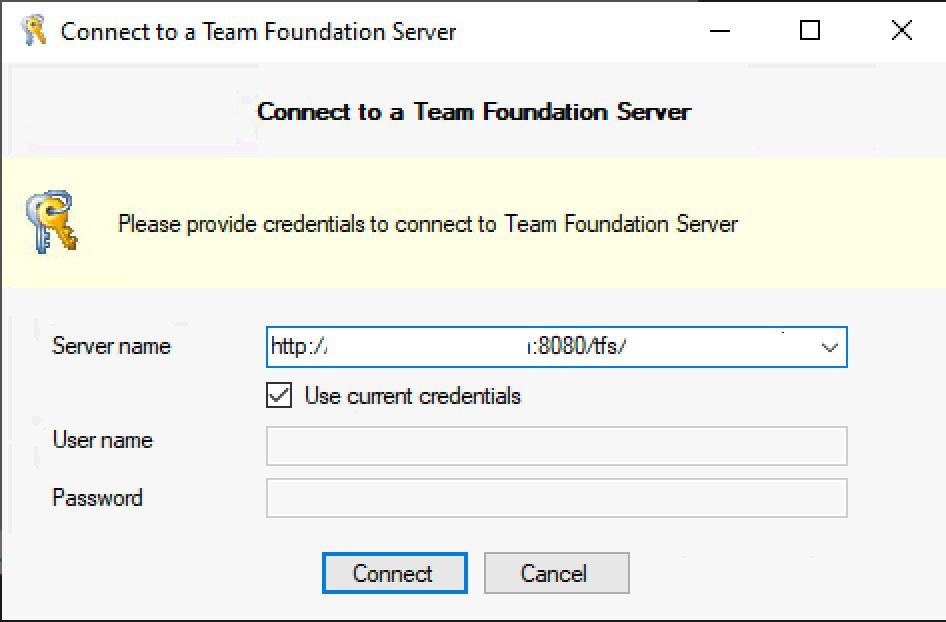 Connect to a Team Foundation Server
Connect to a Team Foundation Server
Please provide credentials to connect to Team Foundation Server
Server name
http:// :8080/tfs/
Use current credentials
User name
Password
Connect
Cancel